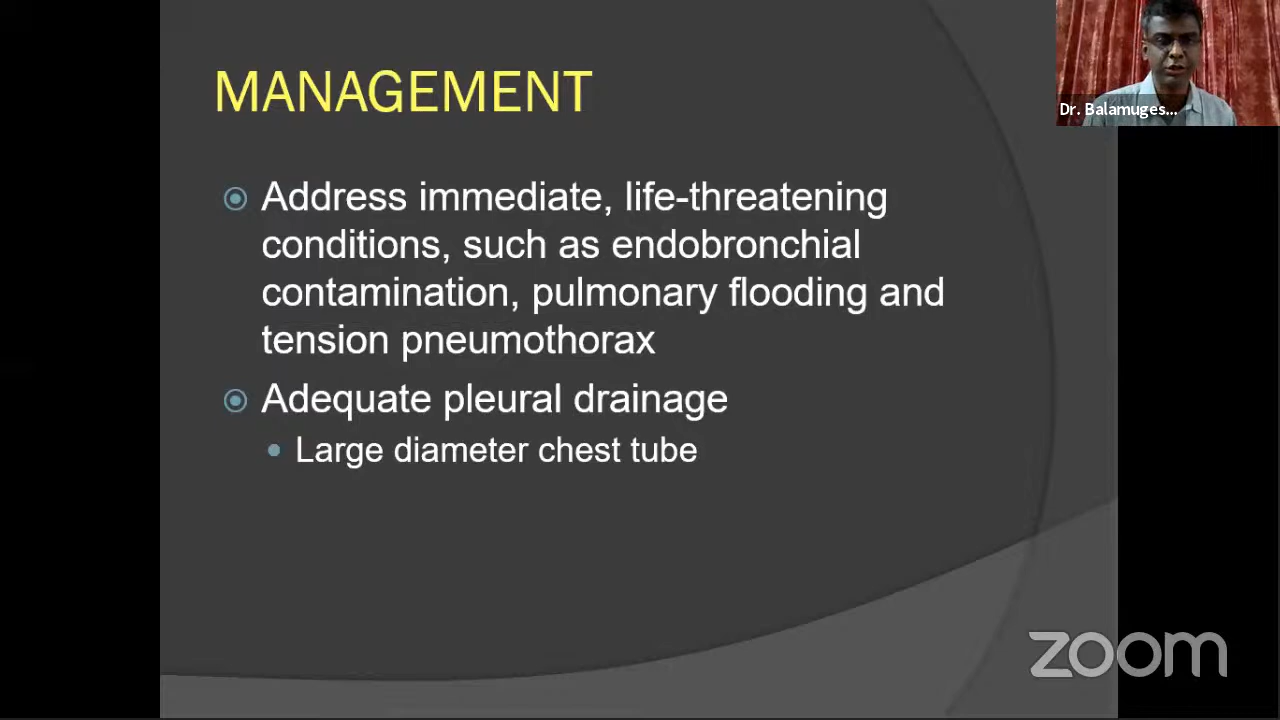 MANAGEMENT
Dr. Balamuges...
Address immediate, life-threatening
conditions, such as endobronchial
contamination, pulmonary flooding and
tension pneumothorax
Adequate pleural drainage
Large diameter chest tube
zoom